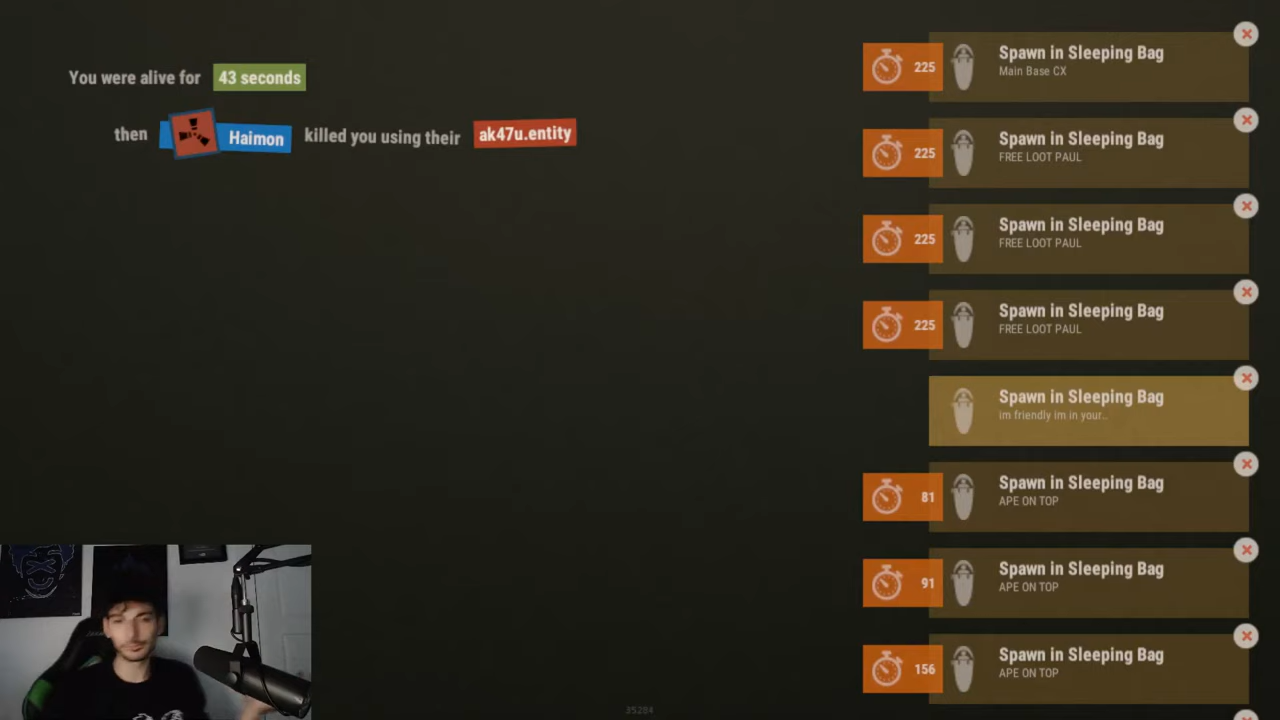 You were alive for 43 seconds
then Haimon killed you using their ak47u.entity
225 Spawn in Sleeping Bag
Main Base CX
225 Spawn in Sleeping Bag
FREE LOOT PAUL
225 Spawn in Sleeping Bag
FREE LOOT PAUL
225 Spawn in Sleeping Bag
FREE LOOT PAUL
Spawn in Sleeping Bag
im friendly im in your..
81 Spawn in Sleeping Bag
APE ON TOP
91 Spawn in Sleeping Bag
APE ON TOP
156 Spawn in Sleeping Bag
APE ON TOP
35204